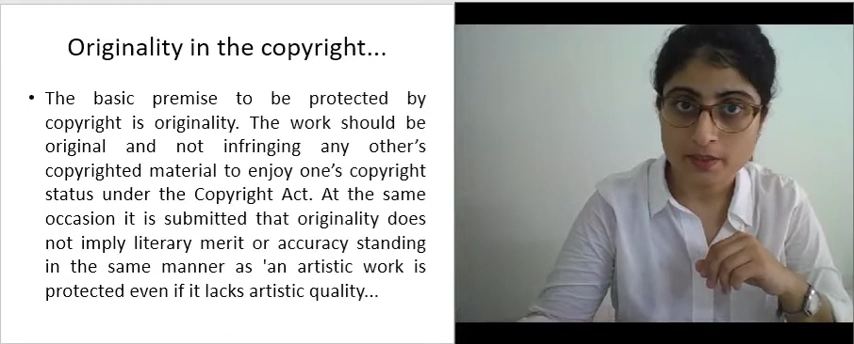 Originality in the copyright...
• The basic premise to be protected by
copyright is originality. The work should be
original and not infringing any other’s
copyrighted material to enjoy one’s copyright
status under the Copyright Act. At the same
occasion it is submitted that originality does
not imply literary merit or accuracy standing
in the same manner as 'an artistic work is
protected even if it lacks artistic quality...